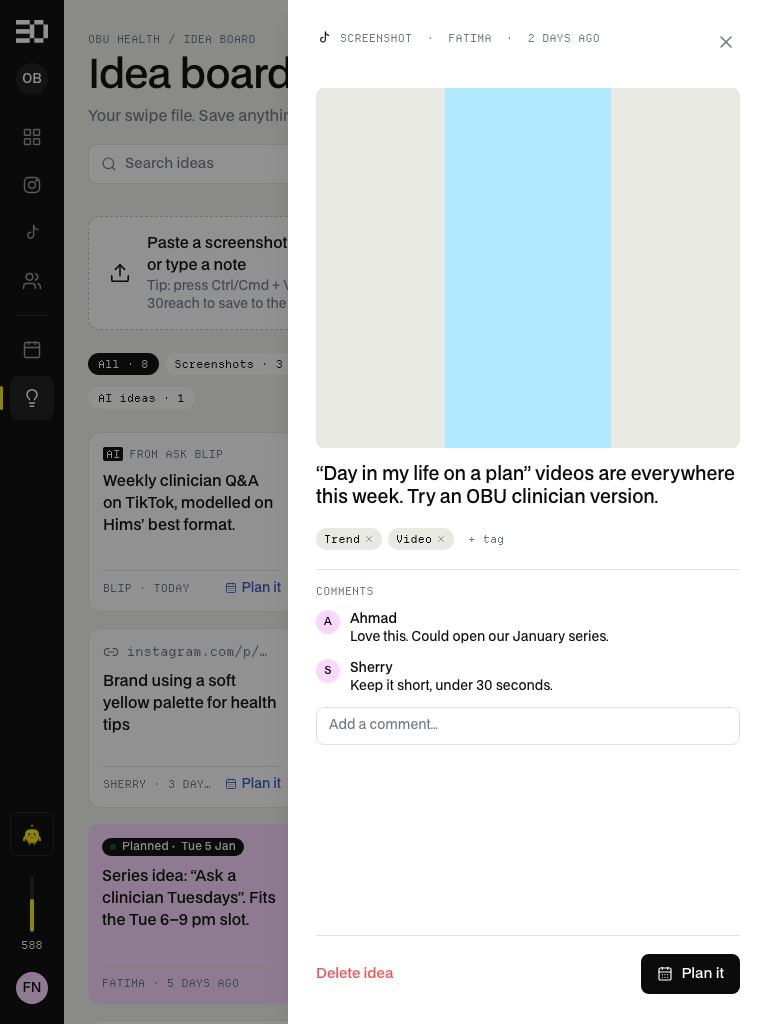 OB
588
FN
OBU HEALTH / IDEA BOARD
Idea board
Your swipe file. Save
Search ideas
Paste a screenshot
or type a note
Tip: press Ctrl/Cmd + V
30reach to save to the
All · 8
Screenshots · 3
AI ideas · 1
AI FROM ASK BLIP
Weekly clinician Q&A
on TikTok, modelled on
Hims’ best format.
BLIP · TODAY
Plan it
instagram.com/p/…
Brand using a soft
yellow palette for health
tips
SHERRY · 3 DAY…
Plan it
Planned · Tue 5 Jan
Series idea: “Ask a
clinician Tuesdays”. Fits
the Tue 6–9 pm slot.
FATIMA · 5 DAYS AGO
SCREENSHOT · FATIMA · 2 DAYS AGO
“Day in my life on a plan” videos are everywhere
this week. Try an OBU clinician version.
Trend
Video
+ tag
COMMENTS
A
Ahmad
Love this. Could open our January series.
S
Sherry
Keep it short, under 30 seconds.
Add a comment…
Delete idea
Plan it